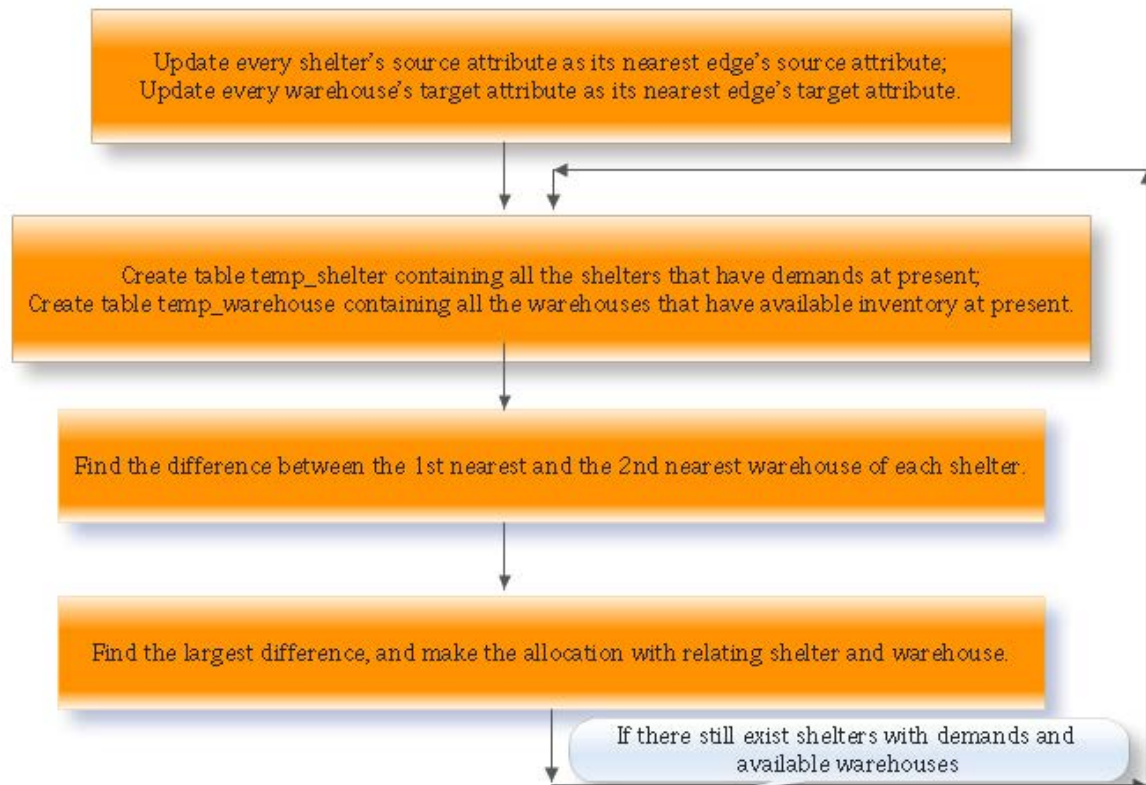 Update every shelter’s source attribute as its nearest edge’s source attribute;
Update every warehouse’s target attribute as its nearest edge’s target attribute.
Create table temp_shelter containing all the shelters that have demands at present;
Create table temp_warehouse containing all the warehouses that have available inventory at present.
Find the difference between the 1st nearest and the 2nd nearest warehouse of each shelter.
Find the largest difference, and make the allocation with relating shelter and warehouse.
If there still exist shelters with demands and
available warehouses